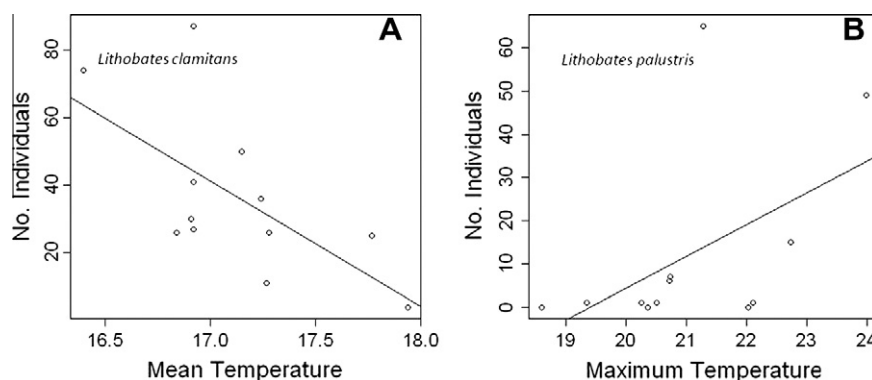 A
Lithobates clamitans
No. Individuals
80
60
40
20
16.5 17.0 17.5 18.0
Mean Temperature
B
Lithobates palustris
No. Individuals
60
50
40
30
20
10
0
19 20 21 22 23 24
Maximum Temperature